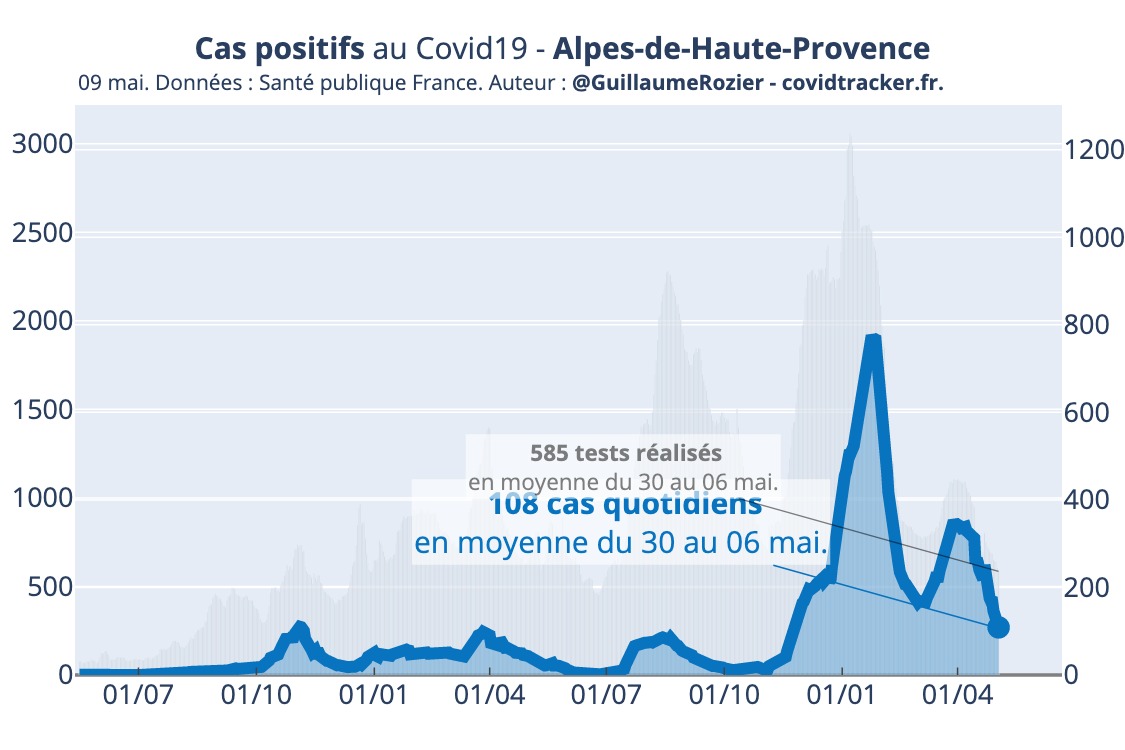 Cas positifs au Covid19 - Alpes-de-Haute-Provence
09 mai. Données : Santé publique France. Auteur : @GuillaumeRozier - covidtracker.fr.
3000
2500
2000
1500
1000
500
0
1200
1000
800
600
400
200
0
585 tests réalisés
en moyenne du 30 au 06 mai.
108 cas quotidiens
en moyenne du 30 au 06 mai.
01/07 01/10 01/01 01/04 01/07 01/10 01/01 01/04